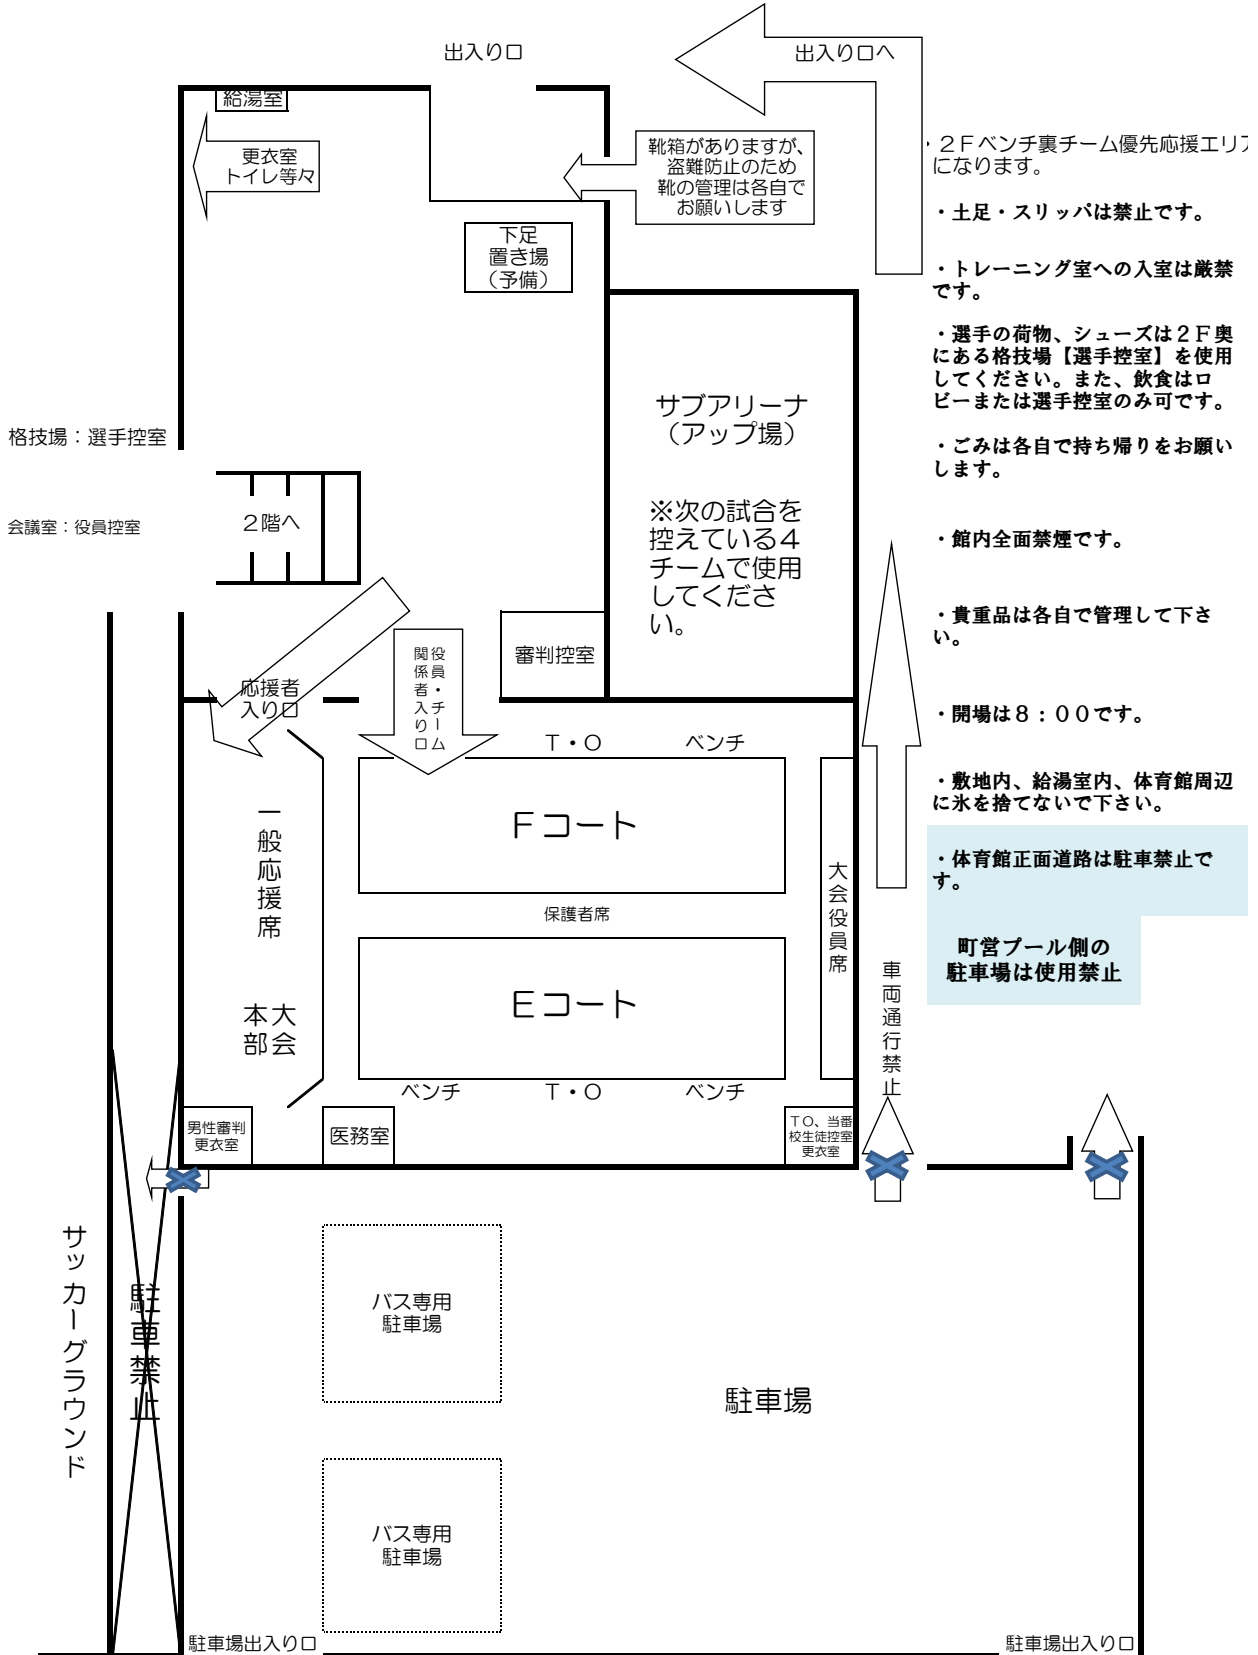 出入り口
出入り口へ
給湯室
更衣室
トイレ等々
靴箱がありますが、
盗難防止のため
靴の管理は各自で
お願いします
下足
置き場
（予備）
・２Ｆベンチ裏チーム優先応援エリア
になります。
・土足・スリッパは禁止です。
・トレーニング室への入室は厳禁
です。
・選手の荷物、シューズは２Ｆ奥
にある格技場【選手控室】を使用
してください。また、飲食はロ
ビーまたは選手控室のみ可です。
・ごみは各自で持ち帰りをお願い
します。
・館内全面禁煙です。
・貴重品は各自で管理して下さ
い。
・開場は８：００です。
・敷地内、給湯室内、体育館周辺
に氷を捨てないで下さい。
・体育館正面道路は駐車禁止で
す。
町営プール側の
駐車場は使用禁止
サブアリーナ
（アップ場）
※次の試合を
控えている４
チームで使用
してくださ
い。
格技場：選手控室
会議室：役員控室
２階へ
審判控室
役員・チーム
関係者入り口
応援者
入り口
Ｔ・Ｏ
ベンチ
Ｆコート
一般応援席
保護者席
大会役員席
Ｅコート
大会
本部
ベンチ
Ｔ・Ｏ
ベンチ
車両通行禁止
男性審判
更衣室
医務室
ＴＯ、当番
校生徒控室
更衣室
サッカーグラウンド
駐車禁止
バス専用
駐車場
駐車場
バス専用
駐車場
駐車場出入り口
駐車場出入り口